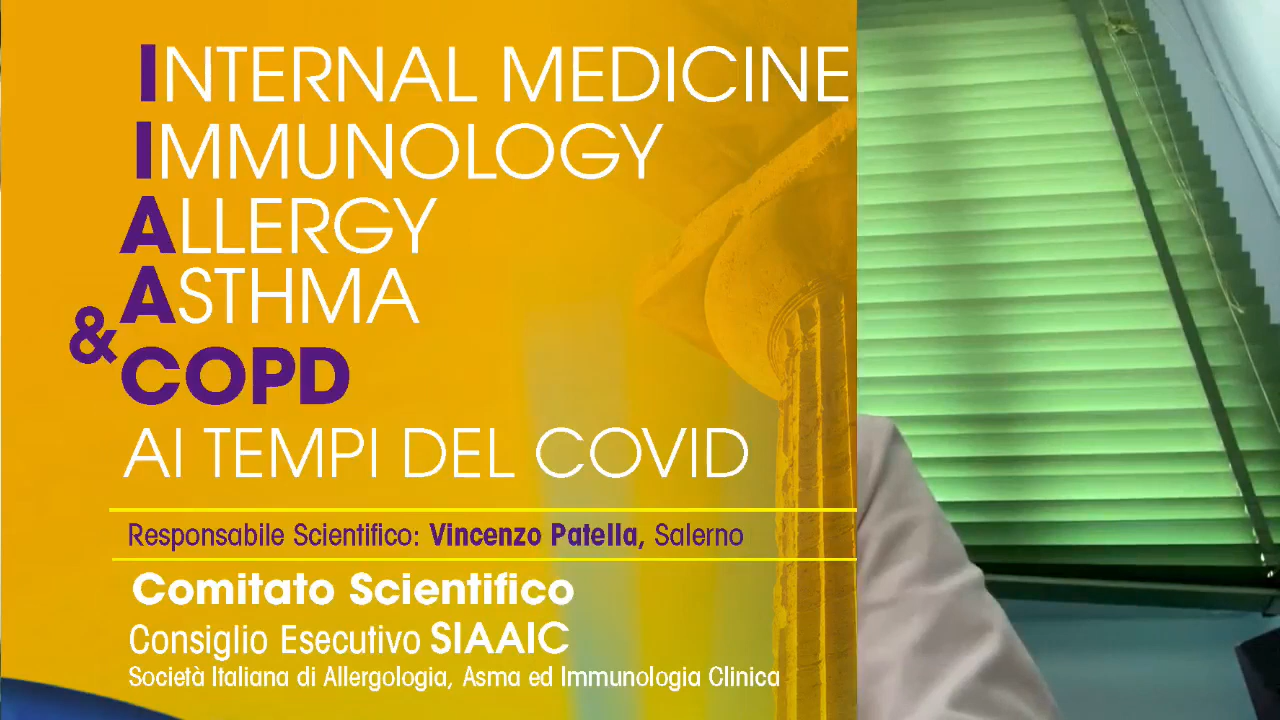 INTERNAL MEDICINE
IMMUNOLOGY
ALLERGY
ASTHMA
& COPD
AI TEMPI DEL COVID
Responsabile Scientifico: Vincenzo Patella, Salerno
Comitato Scientifico
Consiglio Esecutivo SIAAIC
Società Italiana di Allergologia, Asma ed Immunologia Clinica